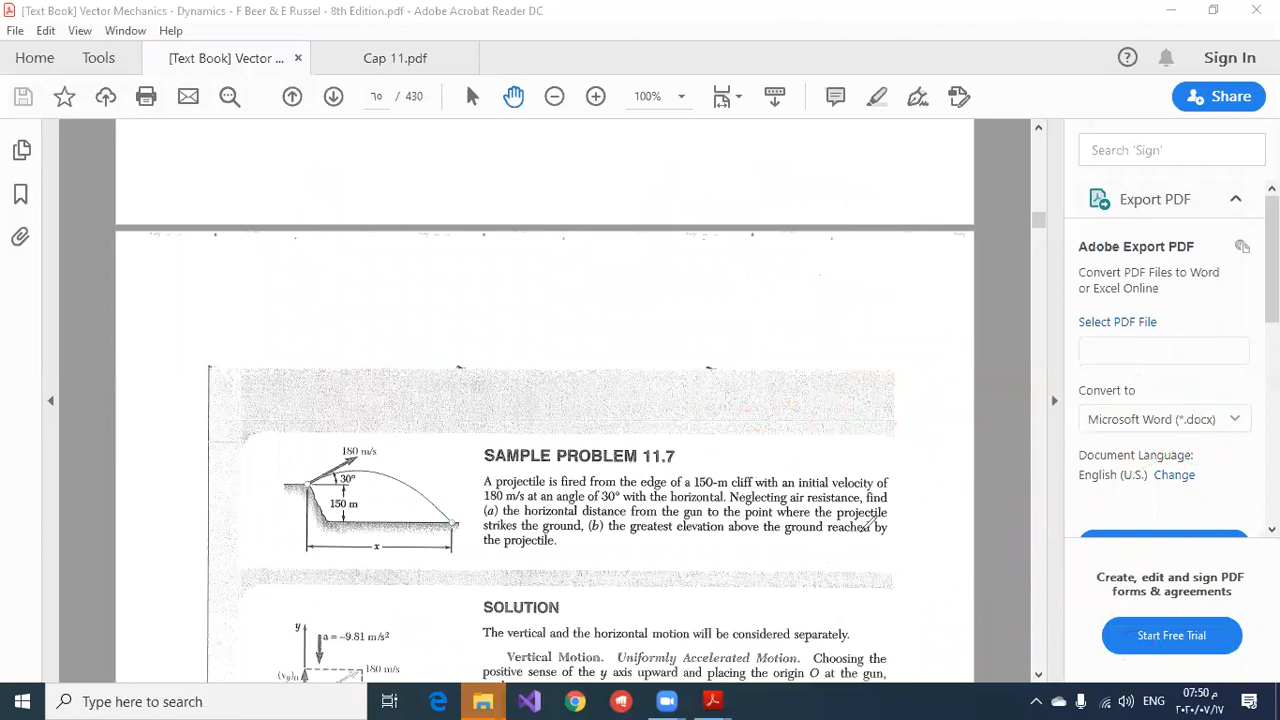 [Text Book] Vector Mechanics - Dynamics - F Beer & E Russel - 8th Edition.pdf - Adobe Acrobat Reader DC
File Edit View Window Help
Home Tools [Text Book] Vector ... × Cap 11.pdf Sign In
٦٥ / 430 100% Share
Search 'Sign'
Export PDF
Adobe Export PDF
Convert PDF Files to Word
or Excel Online
Select PDF File
Convert to
Microsoft Word (*.docx)
Document Language:
English (U.S.) Change
Create, edit and sign PDF
forms & agreements
Start Free Trial
180 m/s
30°
150 m
x
SAMPLE PROBLEM 11.7
A projectile is fired from the edge of a 150-m cliff with an initial velocity of
180 m/s at an angle of 30° with the horizontal. Neglecting air resistance, find
(a) the horizontal distance from the gun to the point where the projectile
strikes the ground, (b) the greatest elevation above the ground reached by
the projectile.
SOLUTION
The vertical and the horizontal motion will be considered separately.
Vertical Motion. Uniformly Accelerated Motion. Choosing the
positive sense of the y axis upward and placing the origin O at the gun,
y
a = −9.81 m/s²
180 m/s
(vy)0
Type here to search
ENG
07:50 م